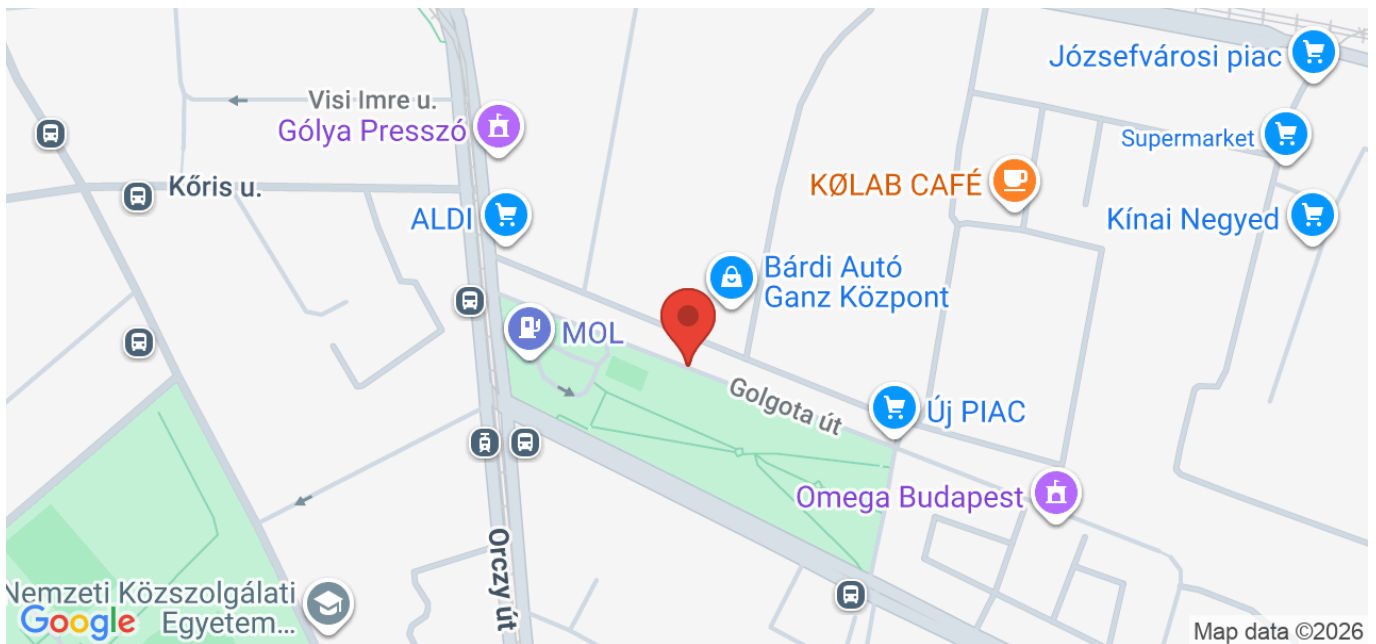 Józsefvárosi piac
Visi Imre u.
Gólya Presszó
Supermarket
Kőris u.
KØLAB CAFÉ
ALDI
Kínai Negyed
Bárdi Autó
Ganz Központ
MOL
Golgota út
Új PIAC
Omega Budapest
Orczy út
Nemzeti Közszolgálati
Egyetem...
Google
Map data ©2026